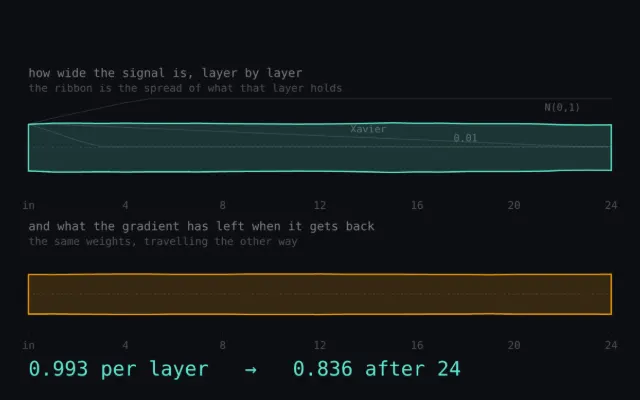 how wide the signal is, layer by layer
the ribbon is the spread of what that layer holds
N(0,1)
Xavier
0.01
in 4 8 12 16 20 24
and what the gradient has left when it gets back
the same weights, travelling the other way
in 4 8 12 16 20 24
0.993 per layer → 0.836 after 24